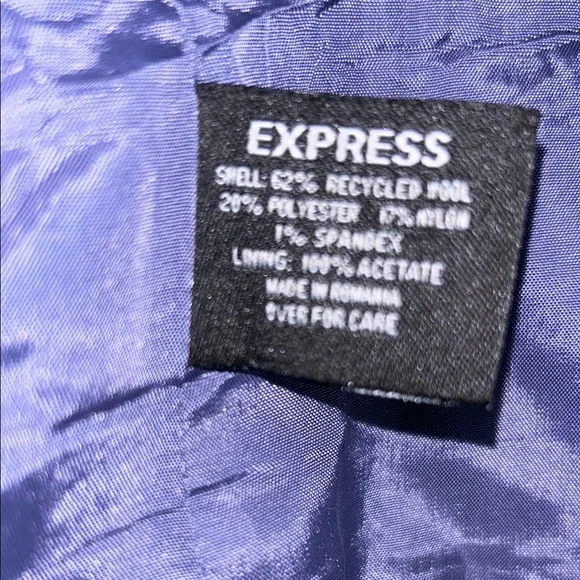 EXPRESS
SHELL: 62% RECYCLED WOOL
20% POLYESTER 17% NYLON
1% SPANDEX
LINING: 100% ACETATE
MADE IN ROMANIA
OVER FOR CARE